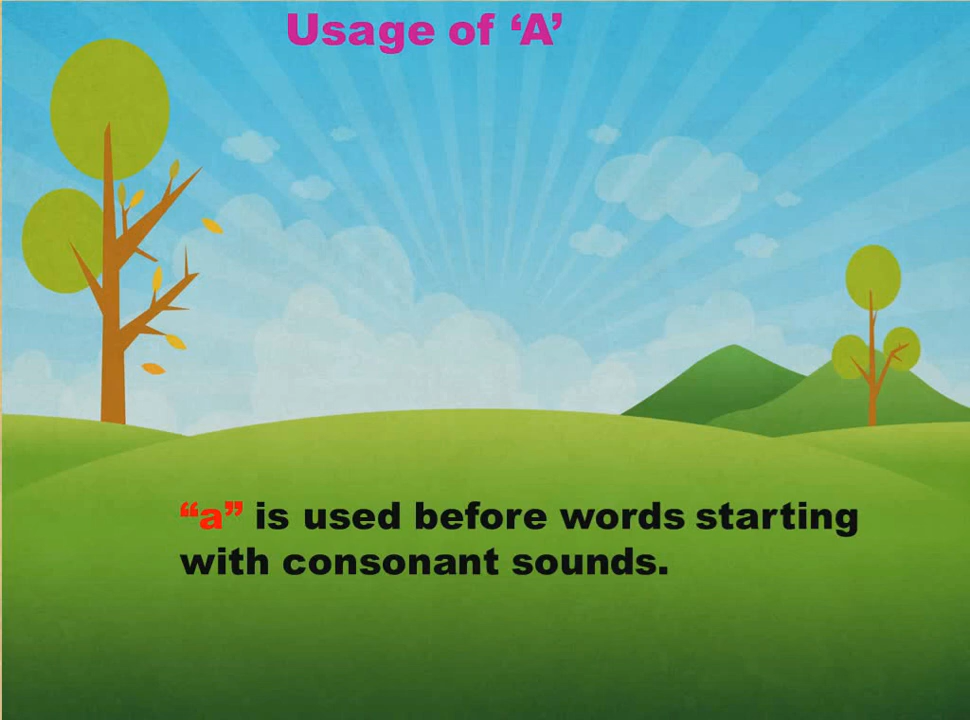 Usage of ‘A’
“a” is used before words starting
with consonant sounds.